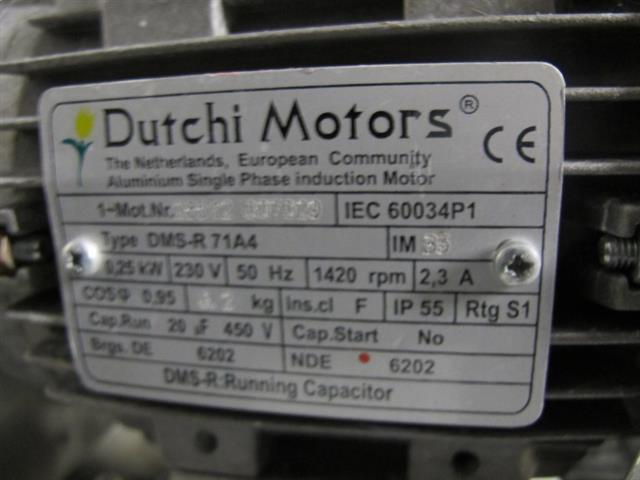 Dutchi Motors ® CE
The Netherlands, European Community
Aluminium Single Phase induction Motor
1~Mot.Nr. IEC 60034P1
Type DMS-R 71A4 IM
0,25 kW 230 V 50 Hz 1420 rpm 2,3 A
COSφ 0,95 kg Ins.cl F IP 55 Rtg S1
Cap.Run 20 µF 450 V Cap.Start No
Brgs. DE 6202 NDE 6202
DMS-R:Running Capacitor